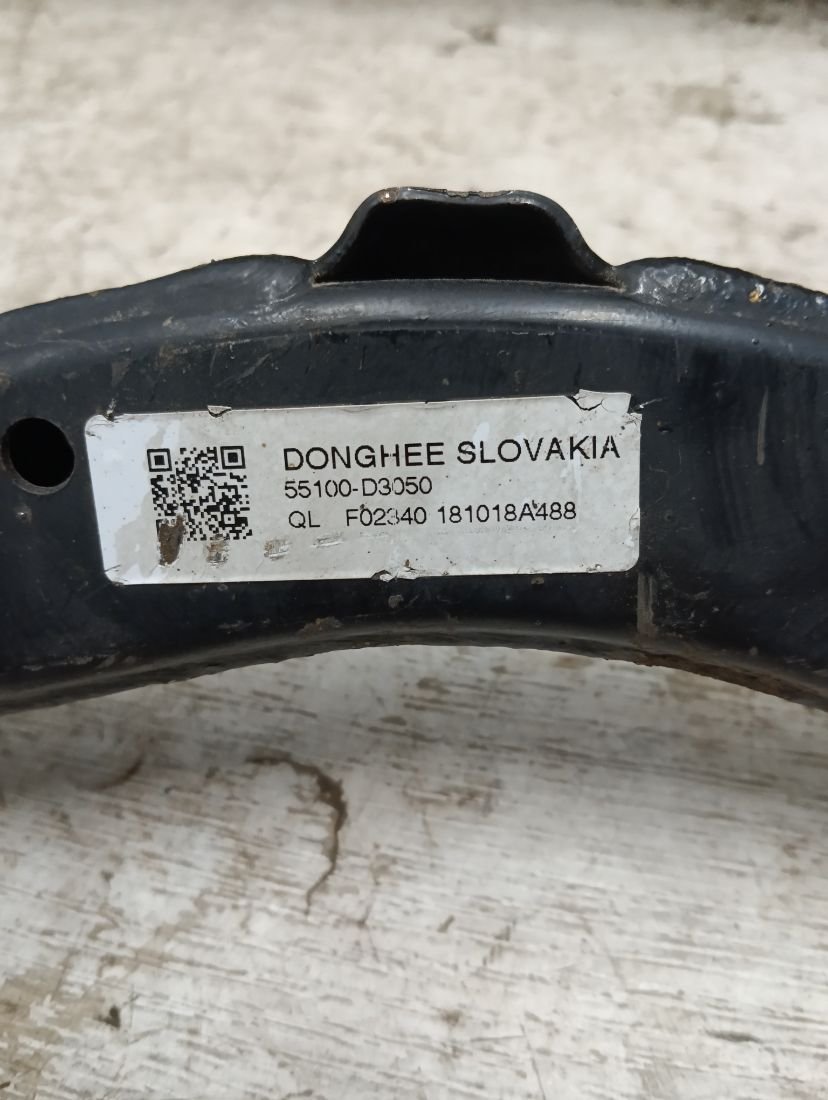 DONGHEE SLOVAKIA
55100-D3050
QL F02340 181018A488